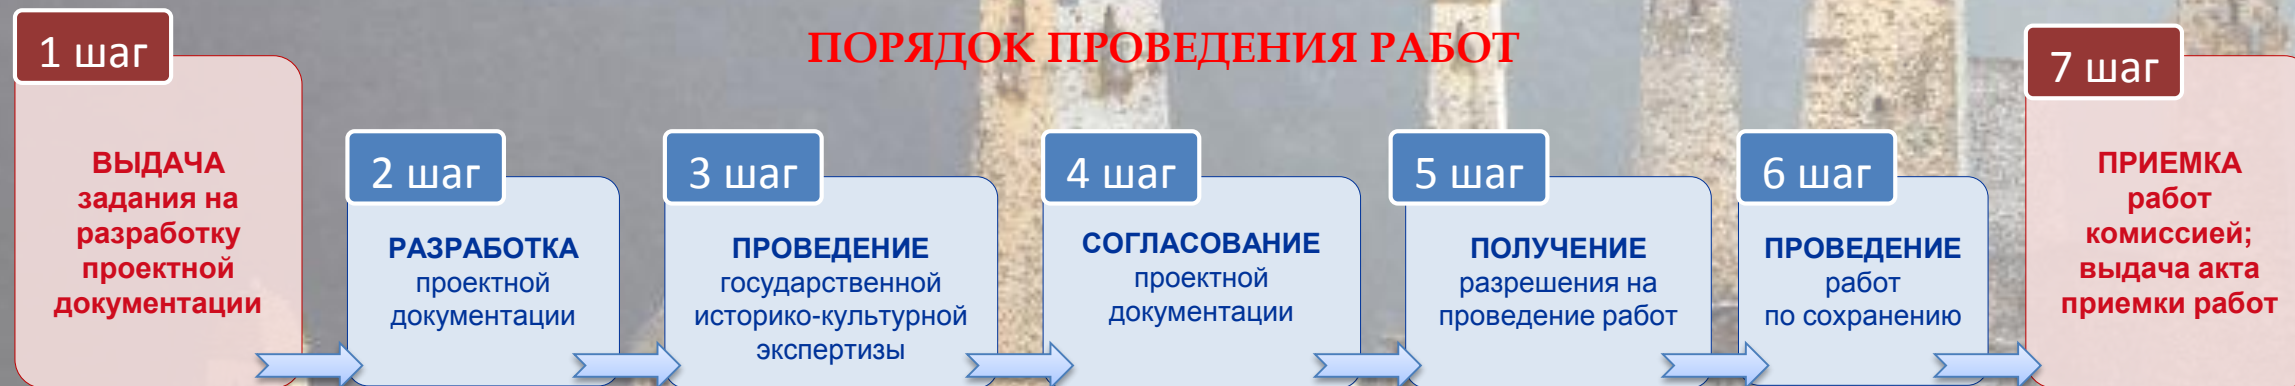 ПОРЯДОК ПРОВЕДЕНИЯ РАБОТ
1 шаг
ВЫДАЧА
задания на
разработку
проектной
документации
2 шаг
РАЗРАБОТКА
проектной
документации
3 шаг
ПРОВЕДЕНИЕ
государственной
историко-культурной
экспертизы
4 шаг
СОГЛАСОВАНИЕ
проектной
документации
5 шаг
ПОЛУЧЕНИЕ
разрешения на
проведение работ
6 шаг
ПРОВЕДЕНИЕ
работ
по сохранению
7 шаг
ПРИЕМКА
работ
комиссией;
выдача акта
приемки работ